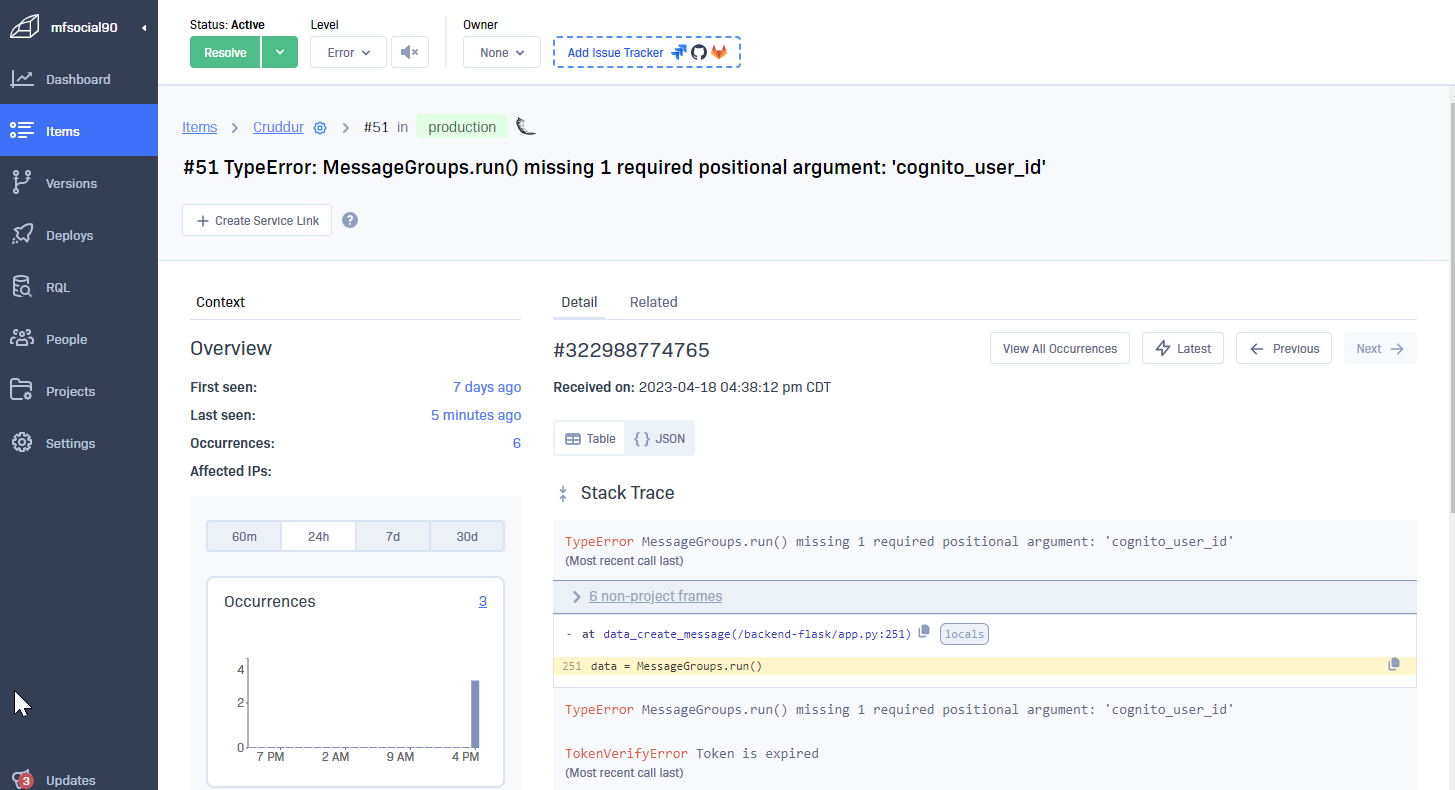 mfsocial90
Dashboard
Items
Versions
Deploys
RQL
People
Projects
Settings
3 Updates
Status: Active
Level
Owner
Resolve
Error
None
Add Issue Tracker
Items > Cruddur > #51 in production
#51 TypeError: MessageGroups.run() missing 1 required positional argument: 'cognito_user_id'
+ Create Service Link ?
Context
Overview
First seen: 7 days ago
Last seen: 5 minutes ago
Occurrences: 6
Affected IPs:
60m 24h 7d 30d
Occurrences 3
4
2
0
7 PM 2 AM 9 AM 4 PM
Detail Related
#322988774765
View All Occurrences Latest Previous Next
Received on: 2023-04-18 04:38:12 pm CDT
Table {} JSON
Stack Trace
TypeError MessageGroups.run() missing 1 required positional argument: 'cognito_user_id'
(Most recent call last)
6 non-project frames
- at data_create_message(/backend-flask/app.py:251) locals
251 data = MessageGroups.run()
TypeError MessageGroups.run() missing 1 required positional argument: 'cognito_user_id'
TokenVerifyError Token is expired
(Most recent call last)